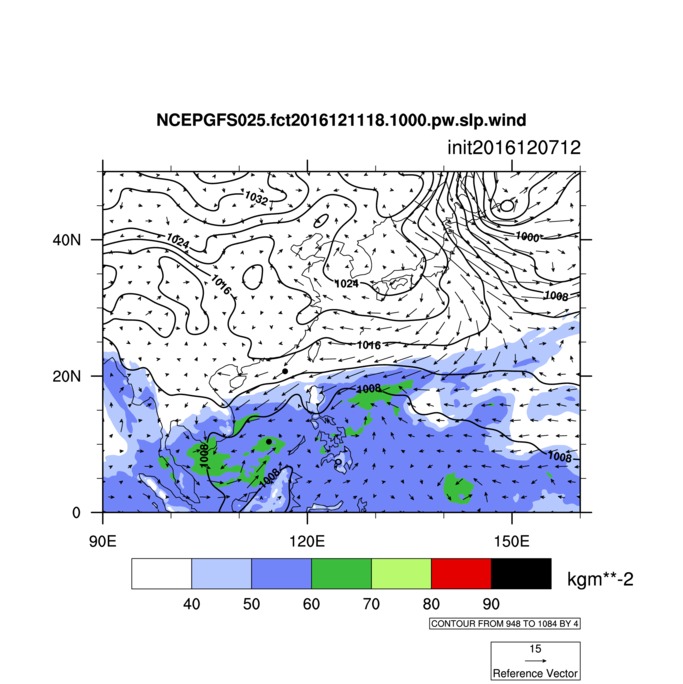 NCEPGFS025.fct2016121118.1000.pw.slp.wind
init2016120712
1032
1000
40N
1024
1016
1024
1008
1016
20N
1008
1008
1008
1008
0
90E 120E 150E
kgm**-2
40 50 60 70 80 90
CONTOUR FROM 948 TO 1084 BY 4
15
Reference Vector